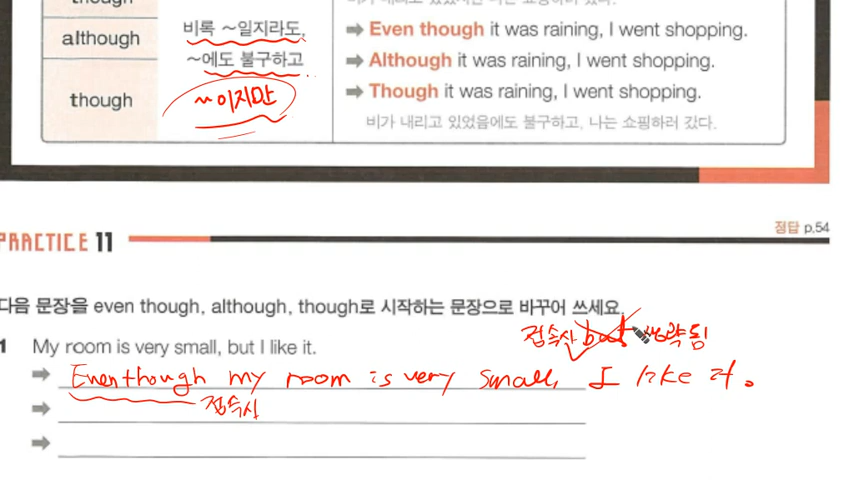 though
although
though
비록 ~일지라도,
~에도 불구하고
~이지만
➡ Even though it was raining, I went shopping.
➡ Although it was raining, I went shopping.
➡ Though it was raining, I went shopping.
비가 내리고 있었음에도 불구하고, 나는 쇼핑하러 갔다.
PRACTICE 11
정답 p.54
다음 문장을 even though, although, though로 시작하는 문장으로 바꾸어 쓰세요.
접속사 but 생략됨
1 My room is very small, but I like it.
➡ Even though my room is very small, I like it.
➡ 접속사
➡